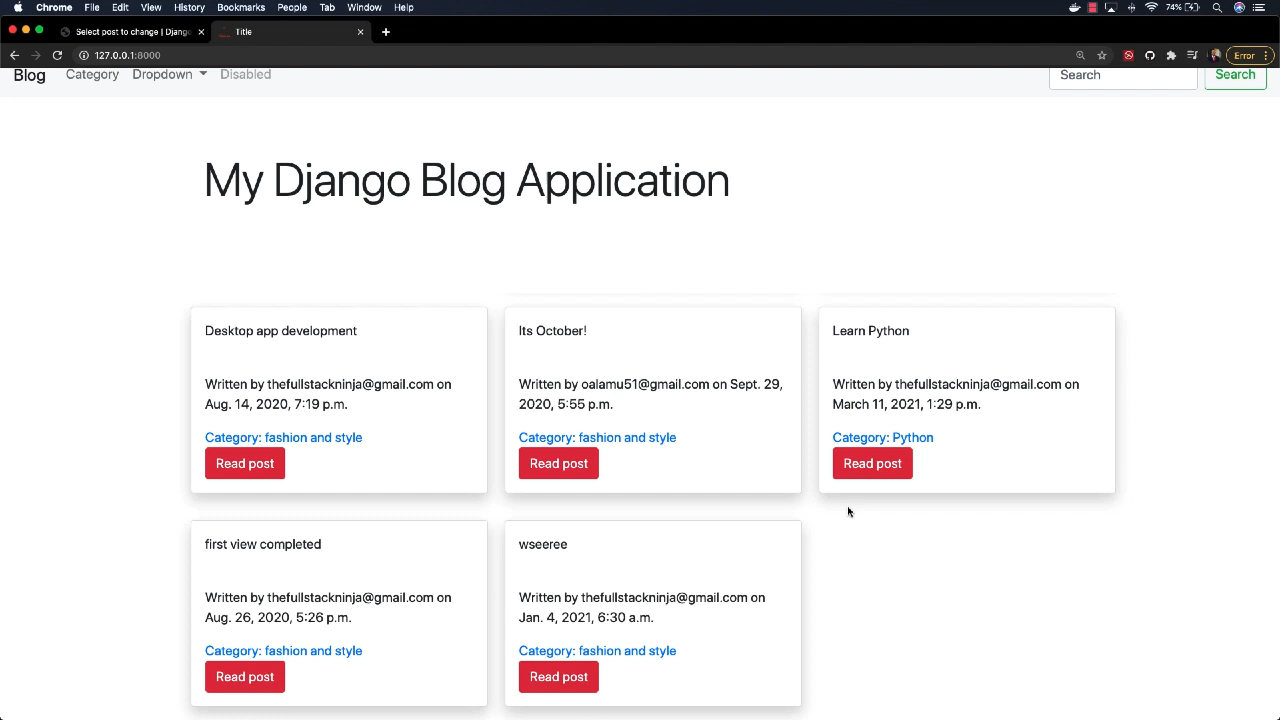 Chrome File Edit View History Bookmarks People Tab Window Help 74%
Select post to change | Djang Title
127.0.0.1:8000 Error
Blog Category Dropdown Disabled Search Search
My Django Blog Application
Desktop app development
Written by thefullstackninja@gmail.com on
Aug. 14, 2020, 7:19 p.m.
Category: fashion and style
Read post
Its October!
Written by oalamu51@gmail.com on Sept. 29,
2020, 5:55 p.m.
Category: fashion and style
Read post
Learn Python
Written by thefullstackninja@gmail.com on
March 11, 2021, 1:29 p.m.
Category: Python
Read post
first view completed
Written by thefullstackninja@gmail.com on
Aug. 26, 2020, 5:26 p.m.
Category: fashion and style
Read post
wseeree
Written by thefullstackninja@gmail.com on
Jan. 4, 2021, 6:30 a.m.
Category: fashion and style
Read post